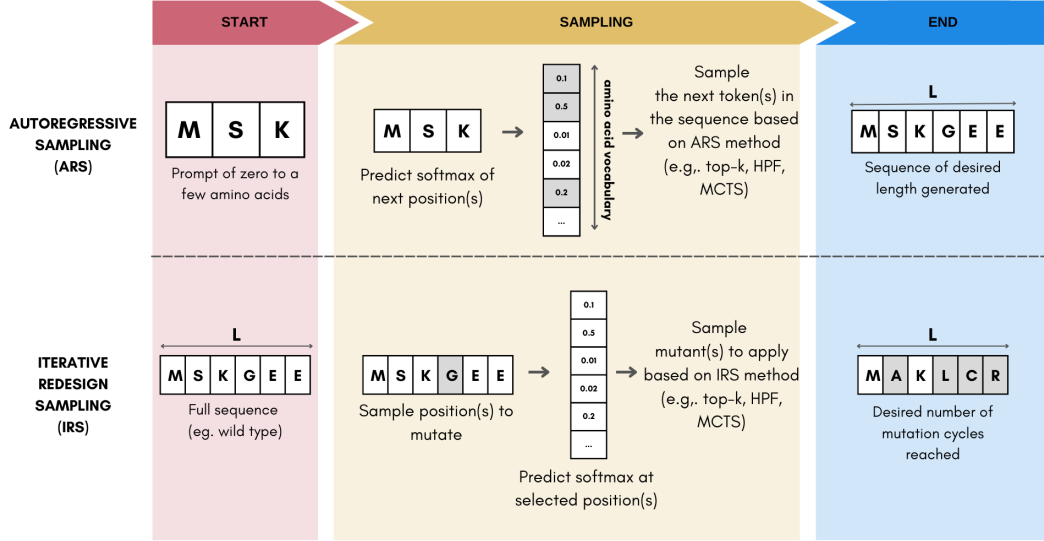 START
SAMPLING
END
AUTOREGRESSIVE
SAMPLING
(ARS)
M S K
Prompt of zero to a
few amino acids
M S K
Predict softmax of
next position(s)
0.1
0.5
0.01
0.02
0.2
...
amino acid vocabulary
Sample
the next token(s) in
the sequence based
on ARS method
(e.g,. top-k, HPF,
MCTS)
L
M S K G E E
Sequence of desired
length generated
ITERATIVE
REDESIGN
SAMPLING
(IRS)
L
M S K G E E
Full sequence
(eg. wild type)
M S K G E E
Sample position(s) to
mutate
0.1
0.5
0.01
0.02
0.2
...
Predict softmax at
selected position(s)
Sample
mutant(s) to apply
based on IRS method
(e.g,. top-k, HPF,
MCTS)
L
M A K L C R
Desired number of
mutation cycles
reached